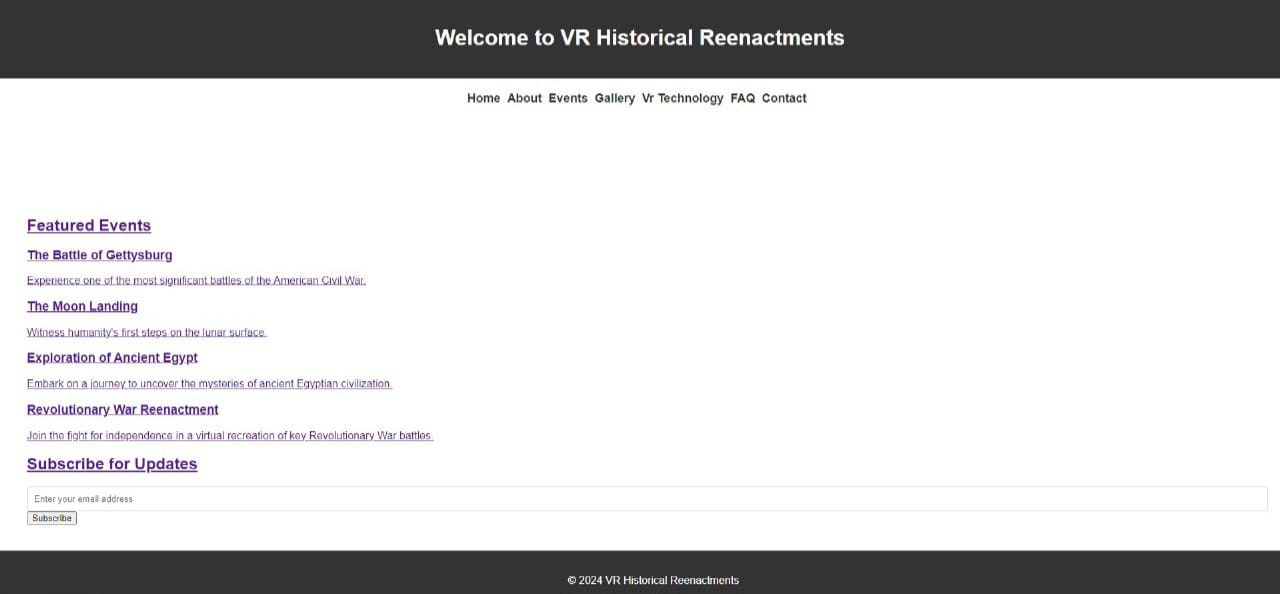 Welcome to VR Historical Reenactments
Home About Events Gallery Vr Technology FAQ Contact
Featured Events
The Battle of Gettysburg
Experience one of the most significant battles of the American Civil War.
The Moon Landing
Witness humanity's first steps on the lunar surface.
Exploration of Ancient Egypt
Embark on a journey to uncover the mysteries of ancient Egyptian civilization.
Revolutionary War Reenactment
Join the fight for independence in a virtual recreation of key Revolutionary War battles.
Subscribe for Updates
Enter your email address
Subscribe
© 2024 VR Historical Reenactments